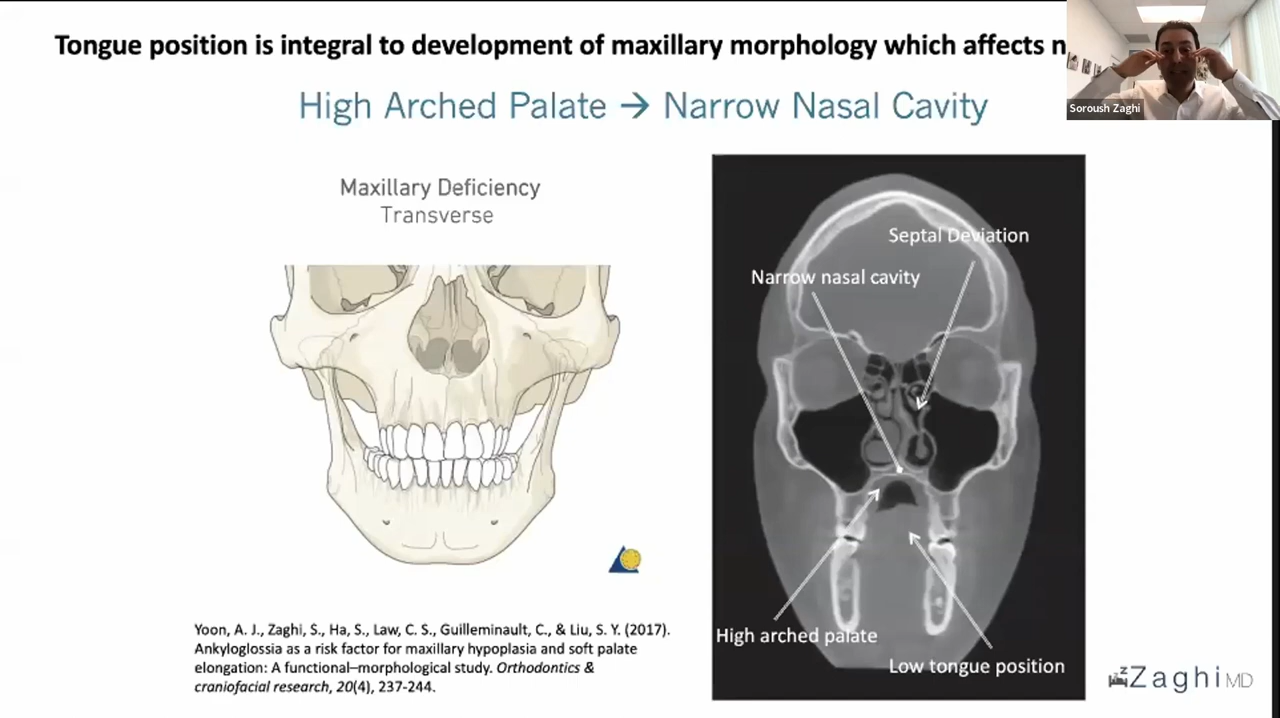 Tongue position is integral to development of maxillary morphology which affects n
Soroush Zaghi
High Arched Palate → Narrow Nasal Cavity
Maxillary Deficiency
Transverse
Septal Deviation
Narrow nasal cavity
High arched palate
Low tongue position
Yoon, A. J., Zaghi, S., Ha, S., Law, C. S., Guilleminault, C., & Liu, S. Y. (2017).
Ankyloglossia as a risk factor for maxillary hypoplasia and soft palate
elongation: A functional–morphological study. Orthodontics &
craniofacial research, 20(4), 237-244.
Zaghi MD